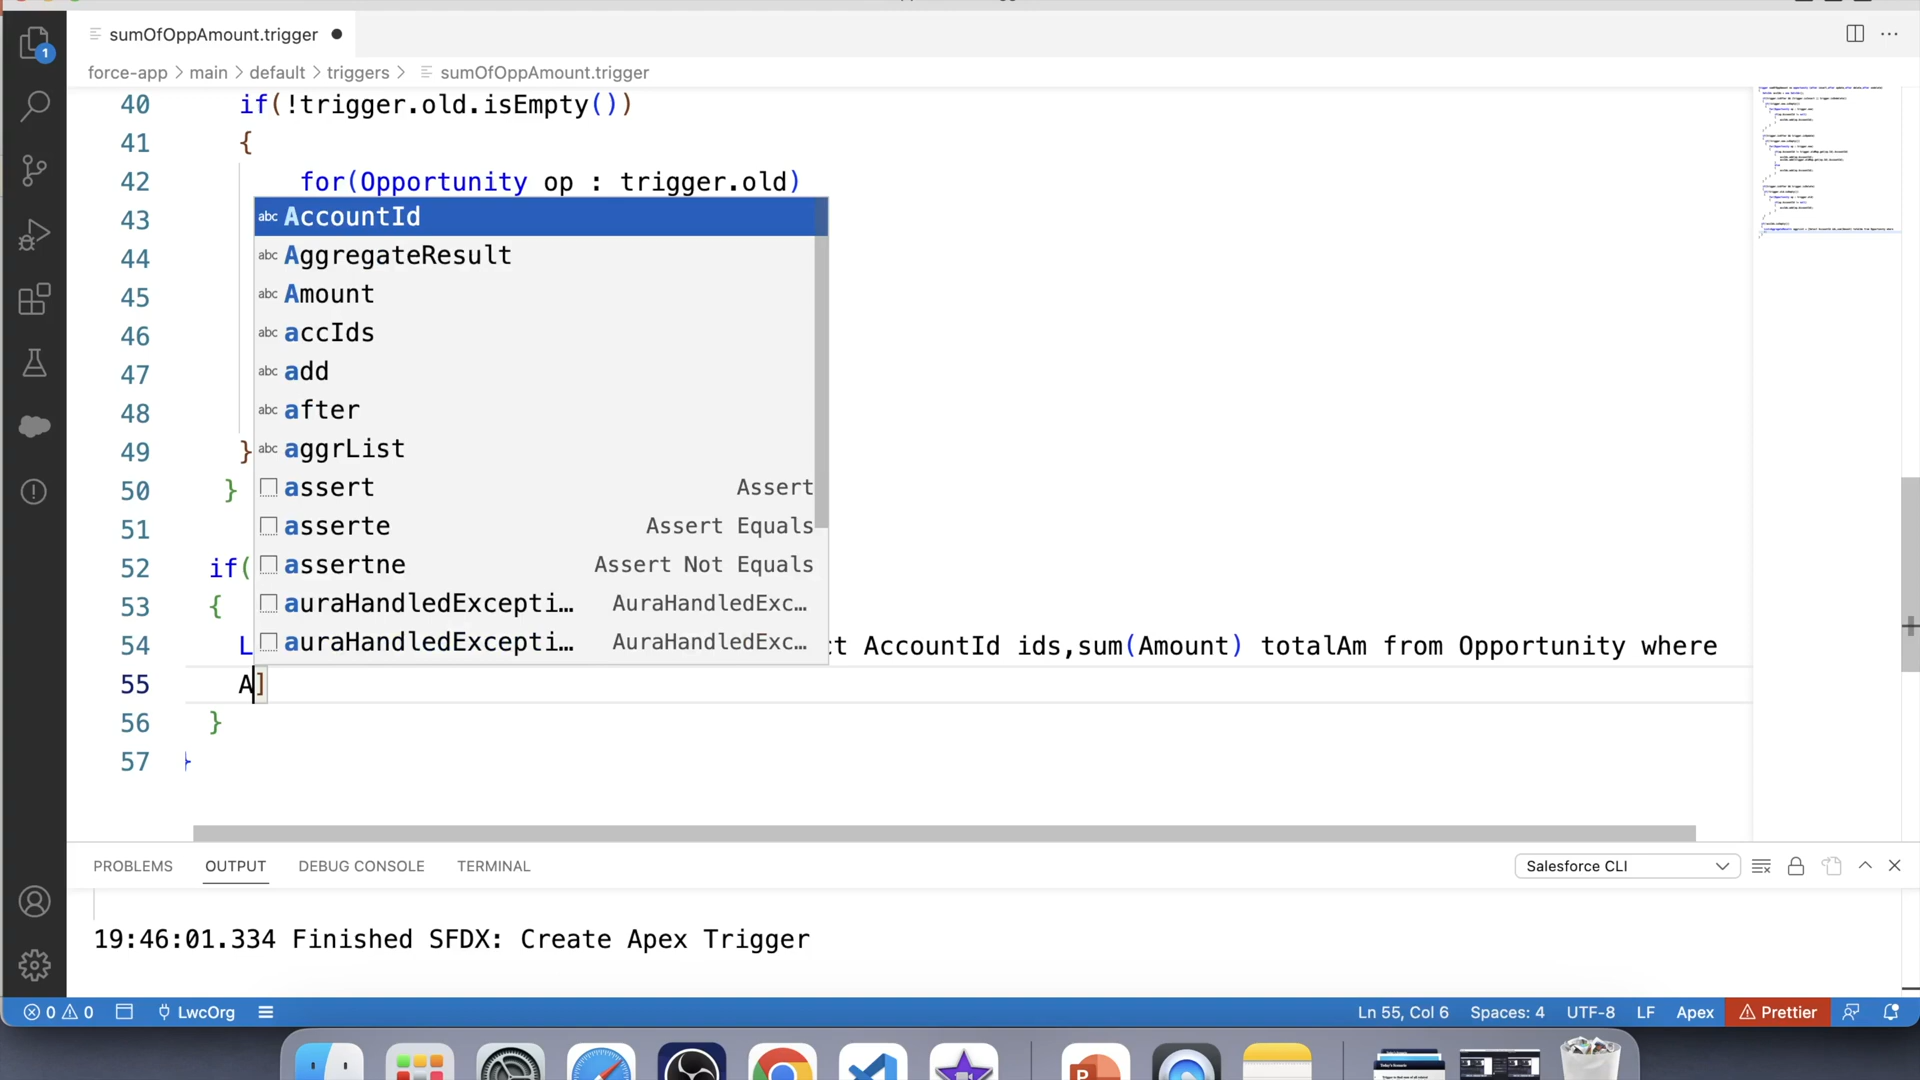 sumOfOppAmount.trigger
force-app > main > default > triggers > sumOfOppAmount.trigger
40 if(!trigger.old.isEmpty())
41 {
42 for(Opportunity op : trigger.old)
43
44
45
46
47
48
49 }
50 }
51
52 if(
53 {
54 L ct AccountId ids,sum(Amount) totalAm from Opportunity where
55 A]
56 }
57 }
abc AccountId
abc AggregateResult
abc Amount
abc accIds
abc add
abc after
abc aggrList
assert Assert
asserte Assert Equals
assertne Assert Not Equals
auraHandledExcepti… AuraHandledExc…
auraHandledExcepti… AuraHandledExc…
PROBLEMS OUTPUT DEBUG CONSOLE TERMINAL Salesforce CLI
19:46:01.334 Finished SFDX: Create Apex Trigger
0 0 LwcOrg Ln 55, Col 6 Spaces: 4 UTF-8 LF Apex Prettier
1